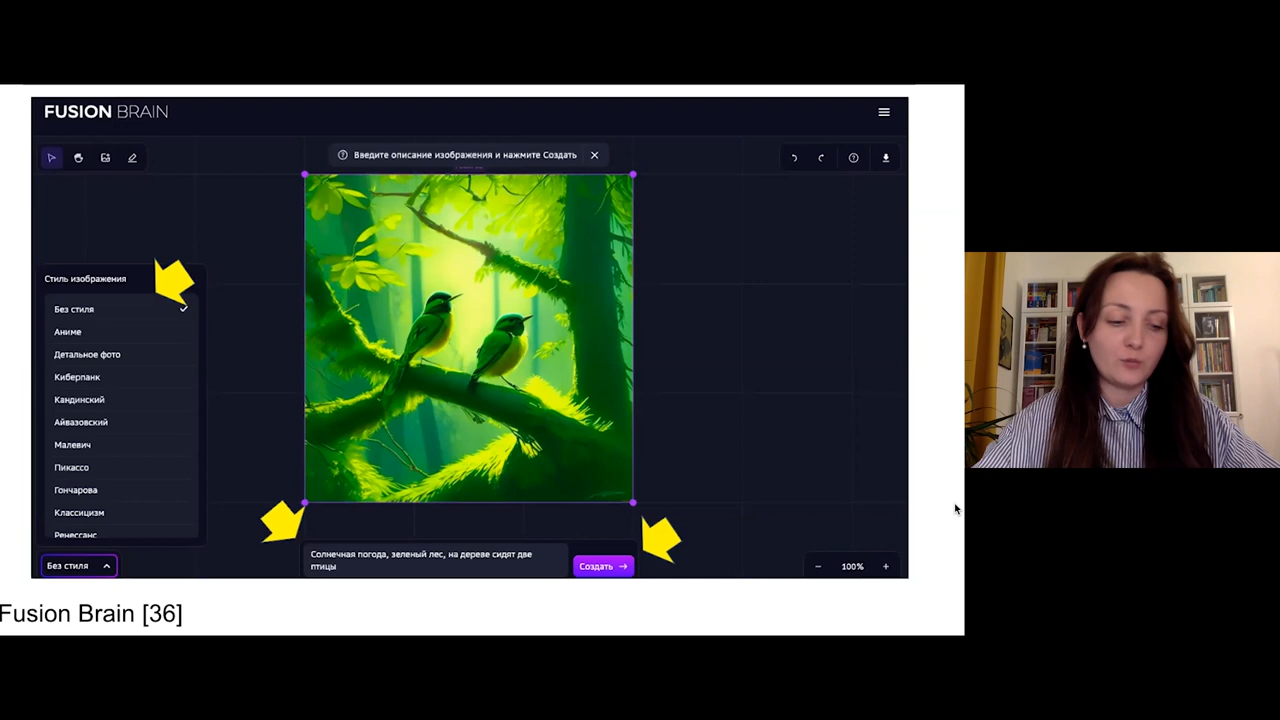 FUSION BRAIN
Введите описание изображения и нажмите Создать
Стиль изображения
Без стиля
Аниме
Детальное фото
Киберпанк
Кандинский
Айвазовский
Малевич
Пикассо
Гончарова
Классицизм
Ренессанс
Без стиля
Солнечная погода, зеленый лес, на дереве сидят две
птицы
Создать
100%
Fusion Brain [36]